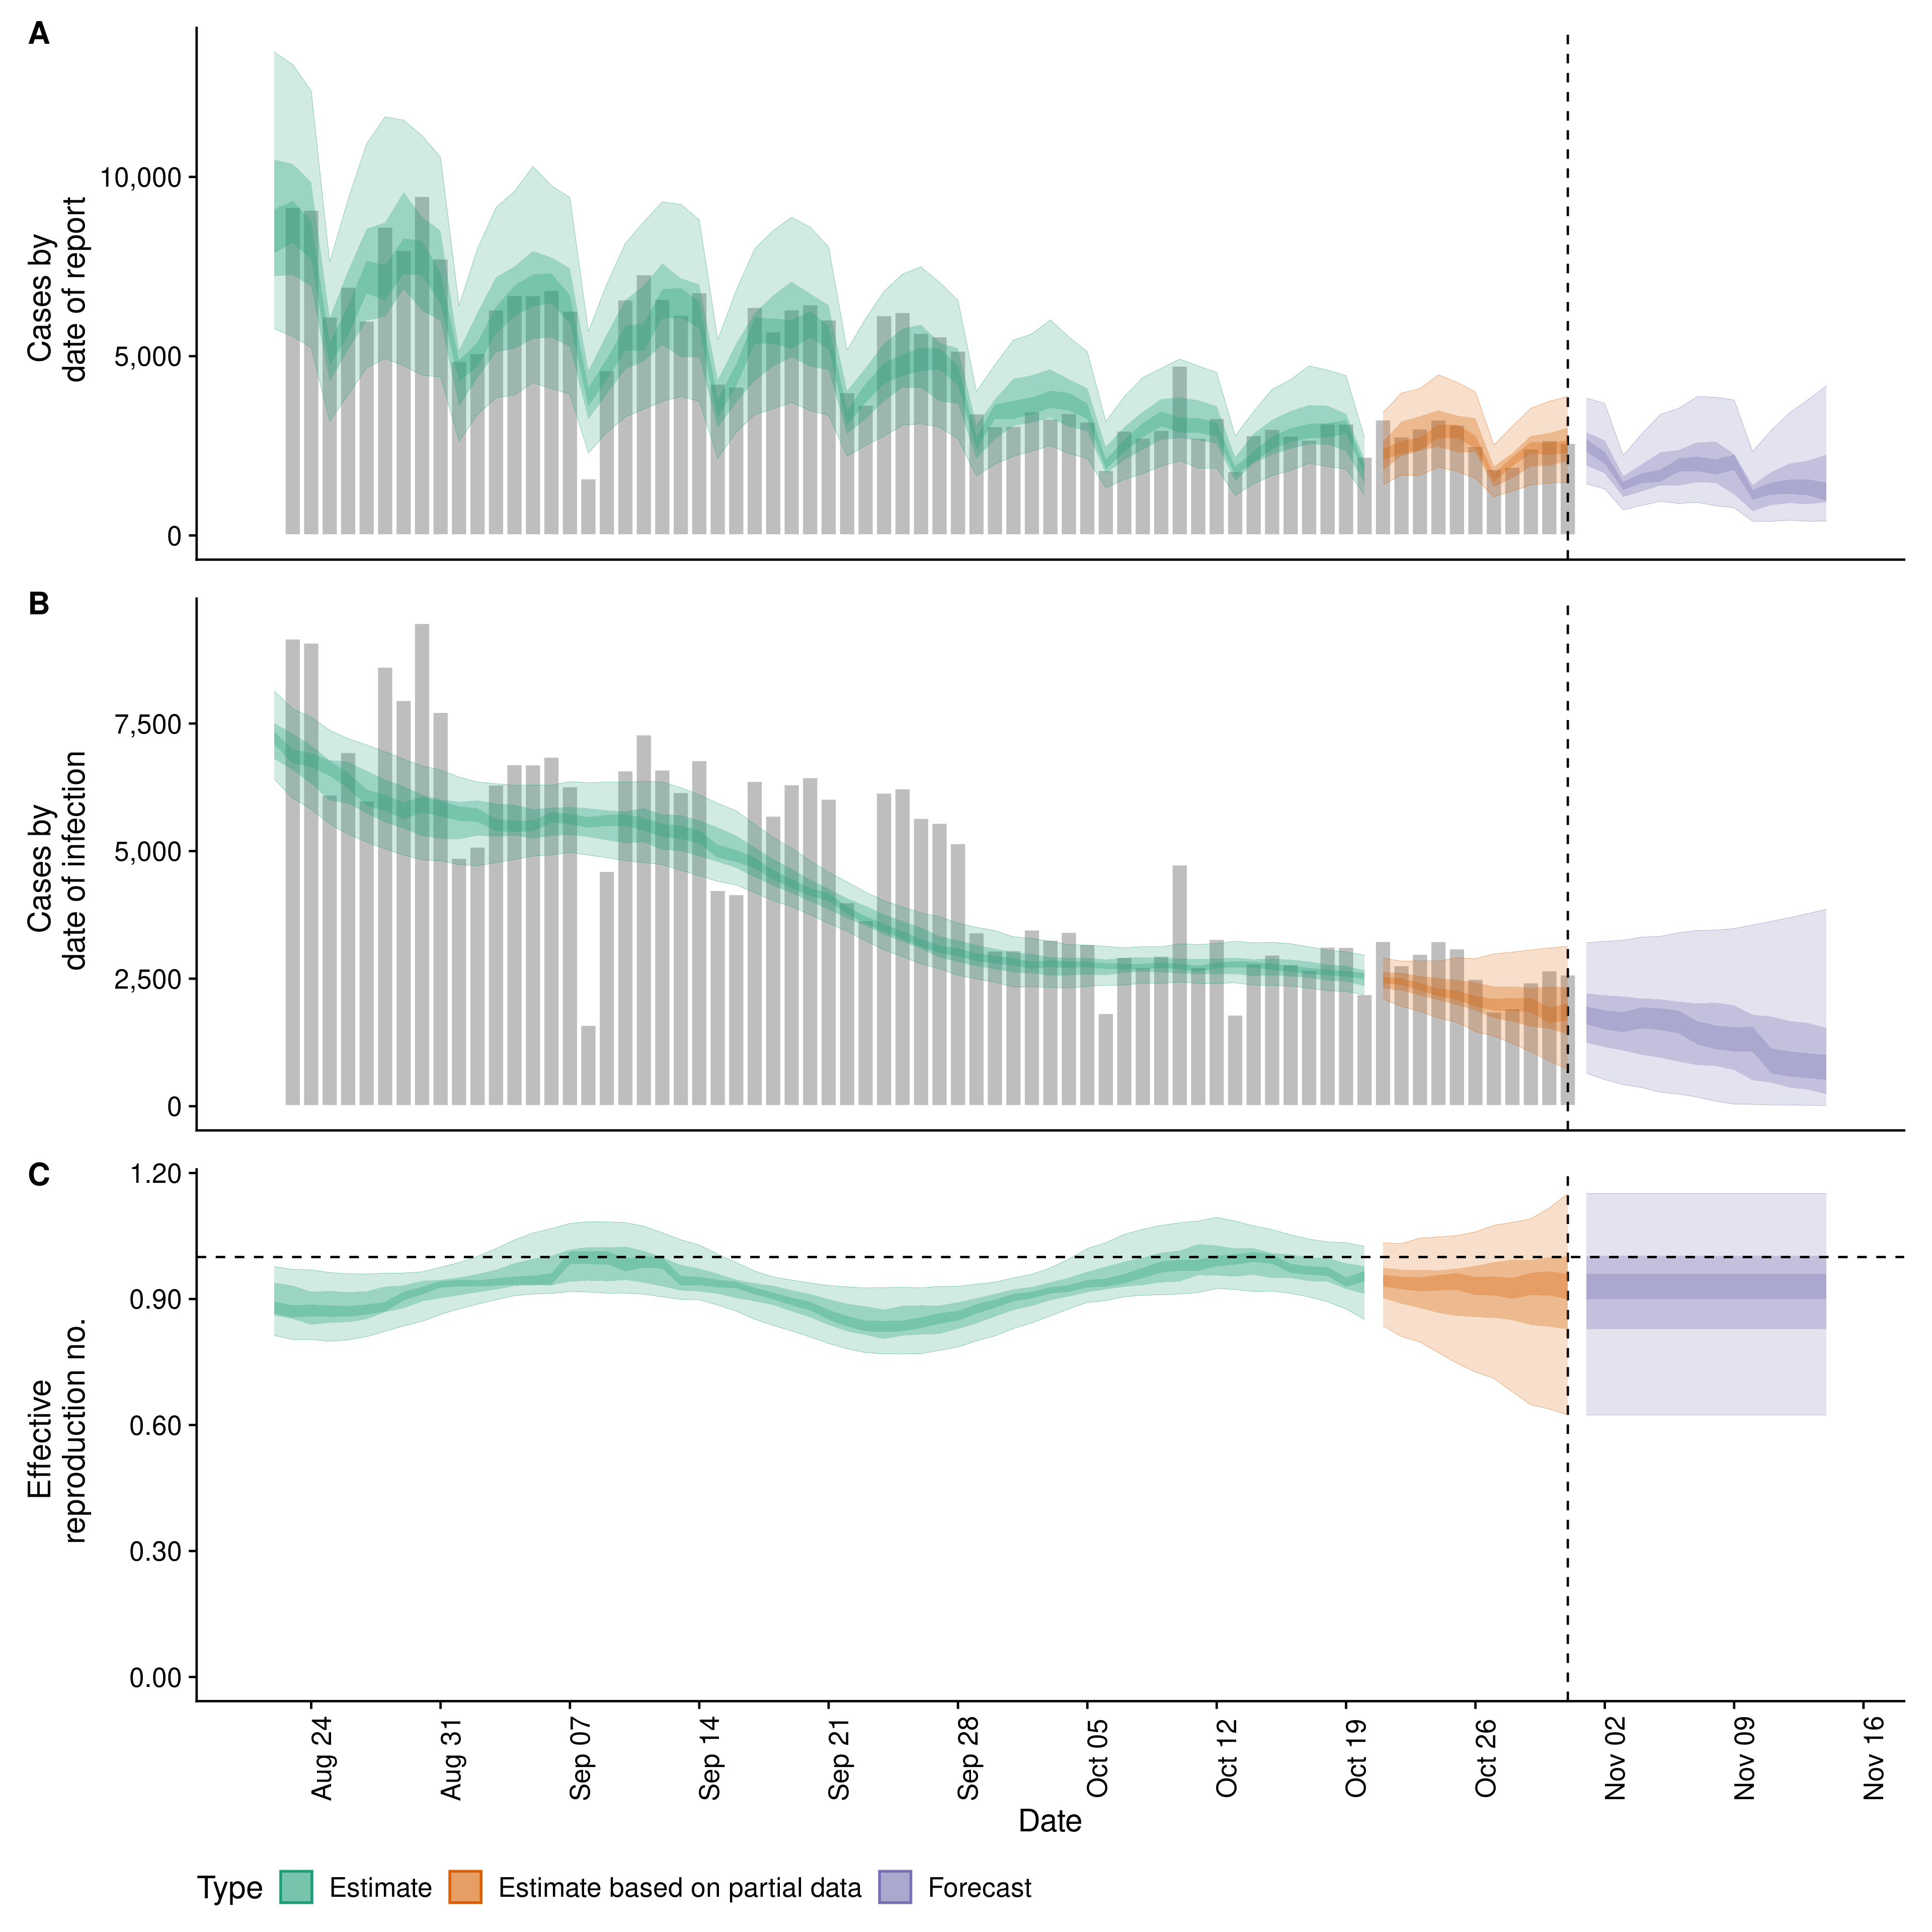 A
Cases by
date of report
10,000
5,000
0
B
Cases by
date of infection
7,500
5,000
2,500
0
C
Effective
reproduction no.
1.20
0.90
0.60
0.30
0.00
Aug 24
Aug 31
Sep 07
Sep 14
Sep 21
Sep 28
Oct 05
Oct 12
Oct 19
Oct 26
Nov 02
Nov 09
Nov 16
Date
Type Estimate Estimate based on partial data Forecast